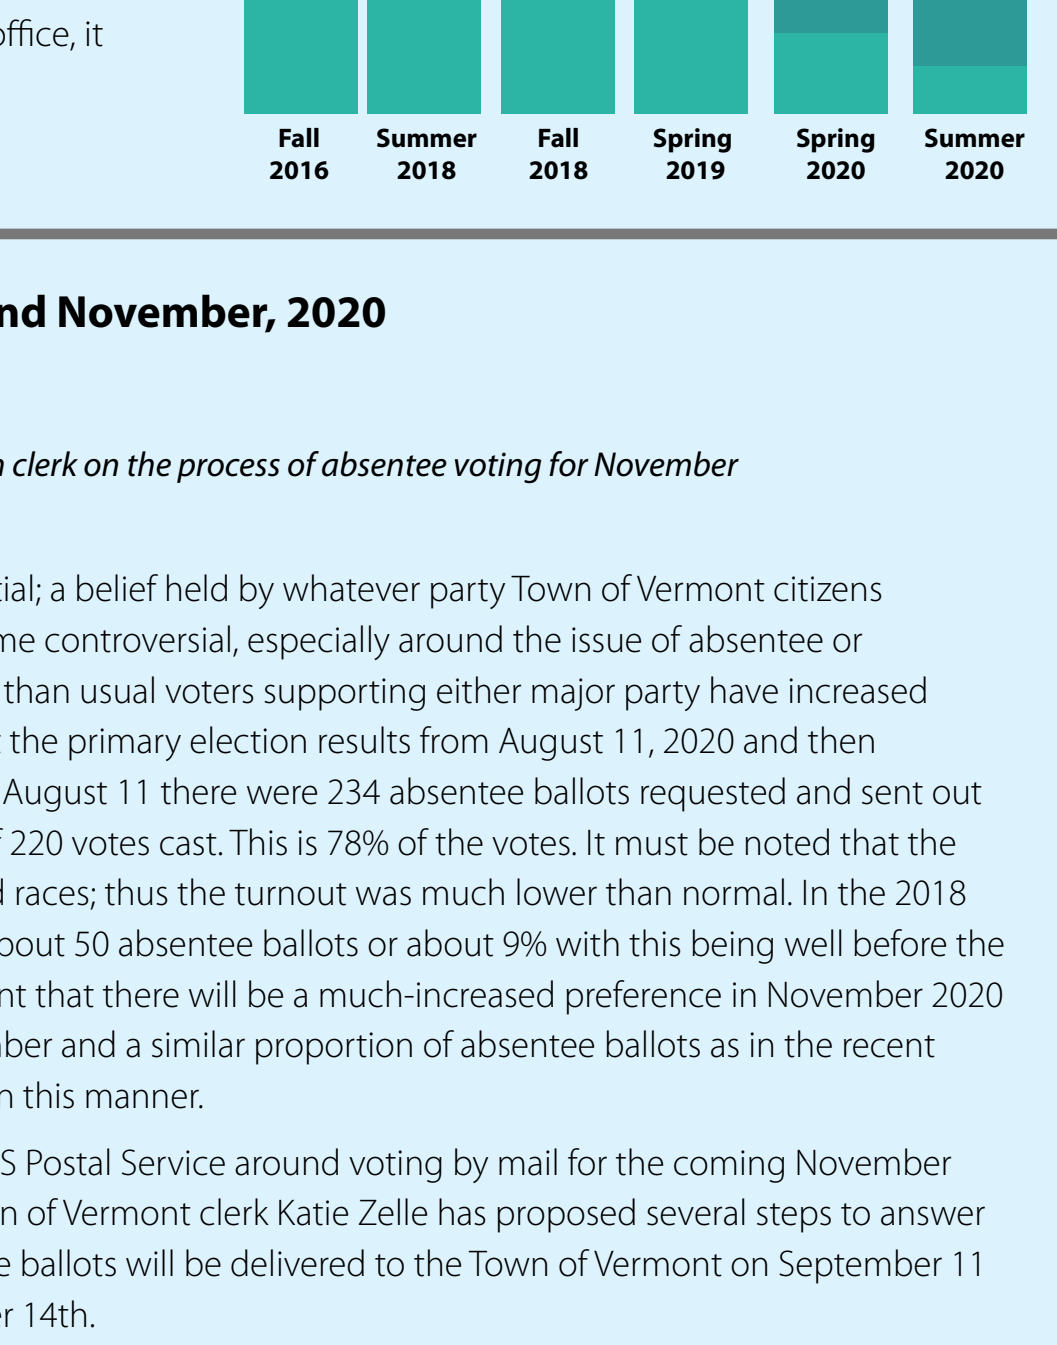 office, it
Fall Summer Fall Spring Spring Summer
2016 2018 2018 2019 2020 2020
nd November, 2020
clerk on the process of absentee voting for November
tial; a belief held by whatever party Town of Vermont citizens
me controversial, especially around the issue of absentee or
than usual voters supporting either major party have increased
the primary election results from August 11, 2020 and then
August 11 there were 234 absentee ballots requested and sent out
220 votes cast. This is 78% of the votes. It must be noted that the
races; thus the turnout was much lower than normal. In the 2018
bout 50 absentee ballots or about 9% with this being well before the
nt that there will be a much-increased preference in November 2020
ber and a similar proportion of absentee ballots as in the recent
n this manner.
S Postal Service around voting by mail for the coming November
n of Vermont clerk Katie Zelle has proposed several steps to answer
e ballots will be delivered to the Town of Vermont on September 11
er 14th.